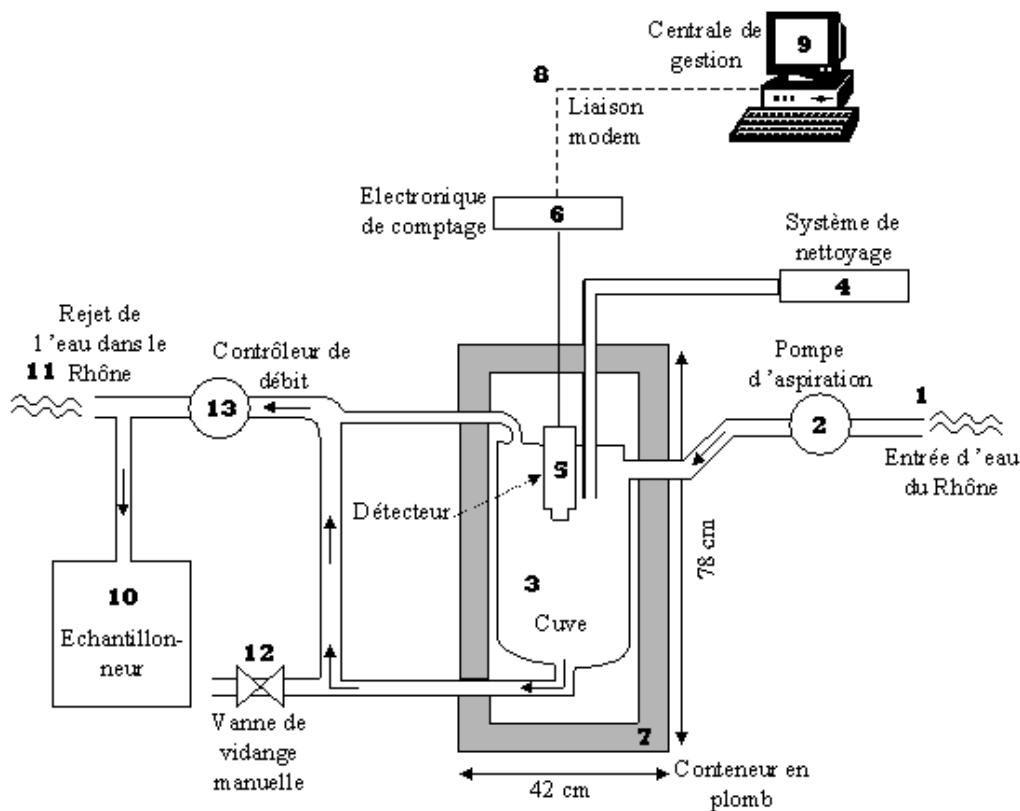 Centrale de
gestion
9
8
Liaison
modem
Electronique
de comptage
6
Système de
nettoyage
4
Rejet de
l 'eau dans le
11 Rhône
Contrôleur de
débit
13
Pompe
d 'aspiration
2
1
Entrée d 'eau
du Rhône
5
Détecteur
78 cm
3
Cuve
10
Echantillon-
neur
12
Vanne de
vidange
manuelle
7
42 cm
Conteneur en
plomb